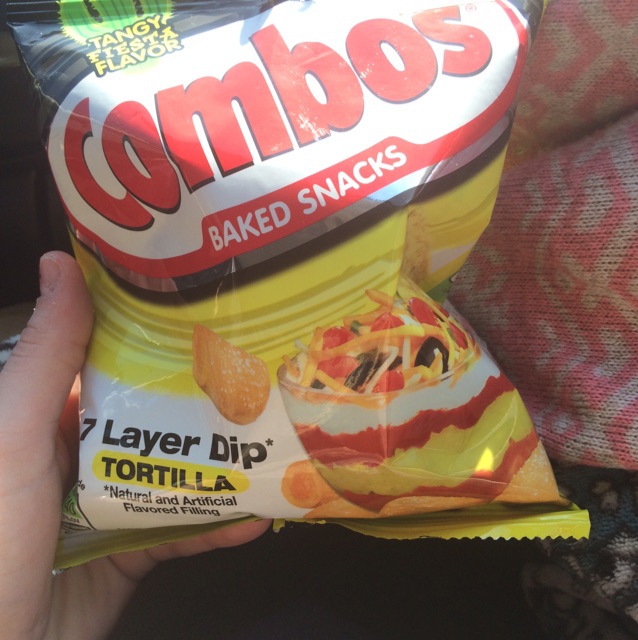 TANGY
FIESTA
FLAVOR
Combos®
BAKED SNACKS
7 Layer Dip*
TORTILLA
*Natural and Artificial
Flavored Filling